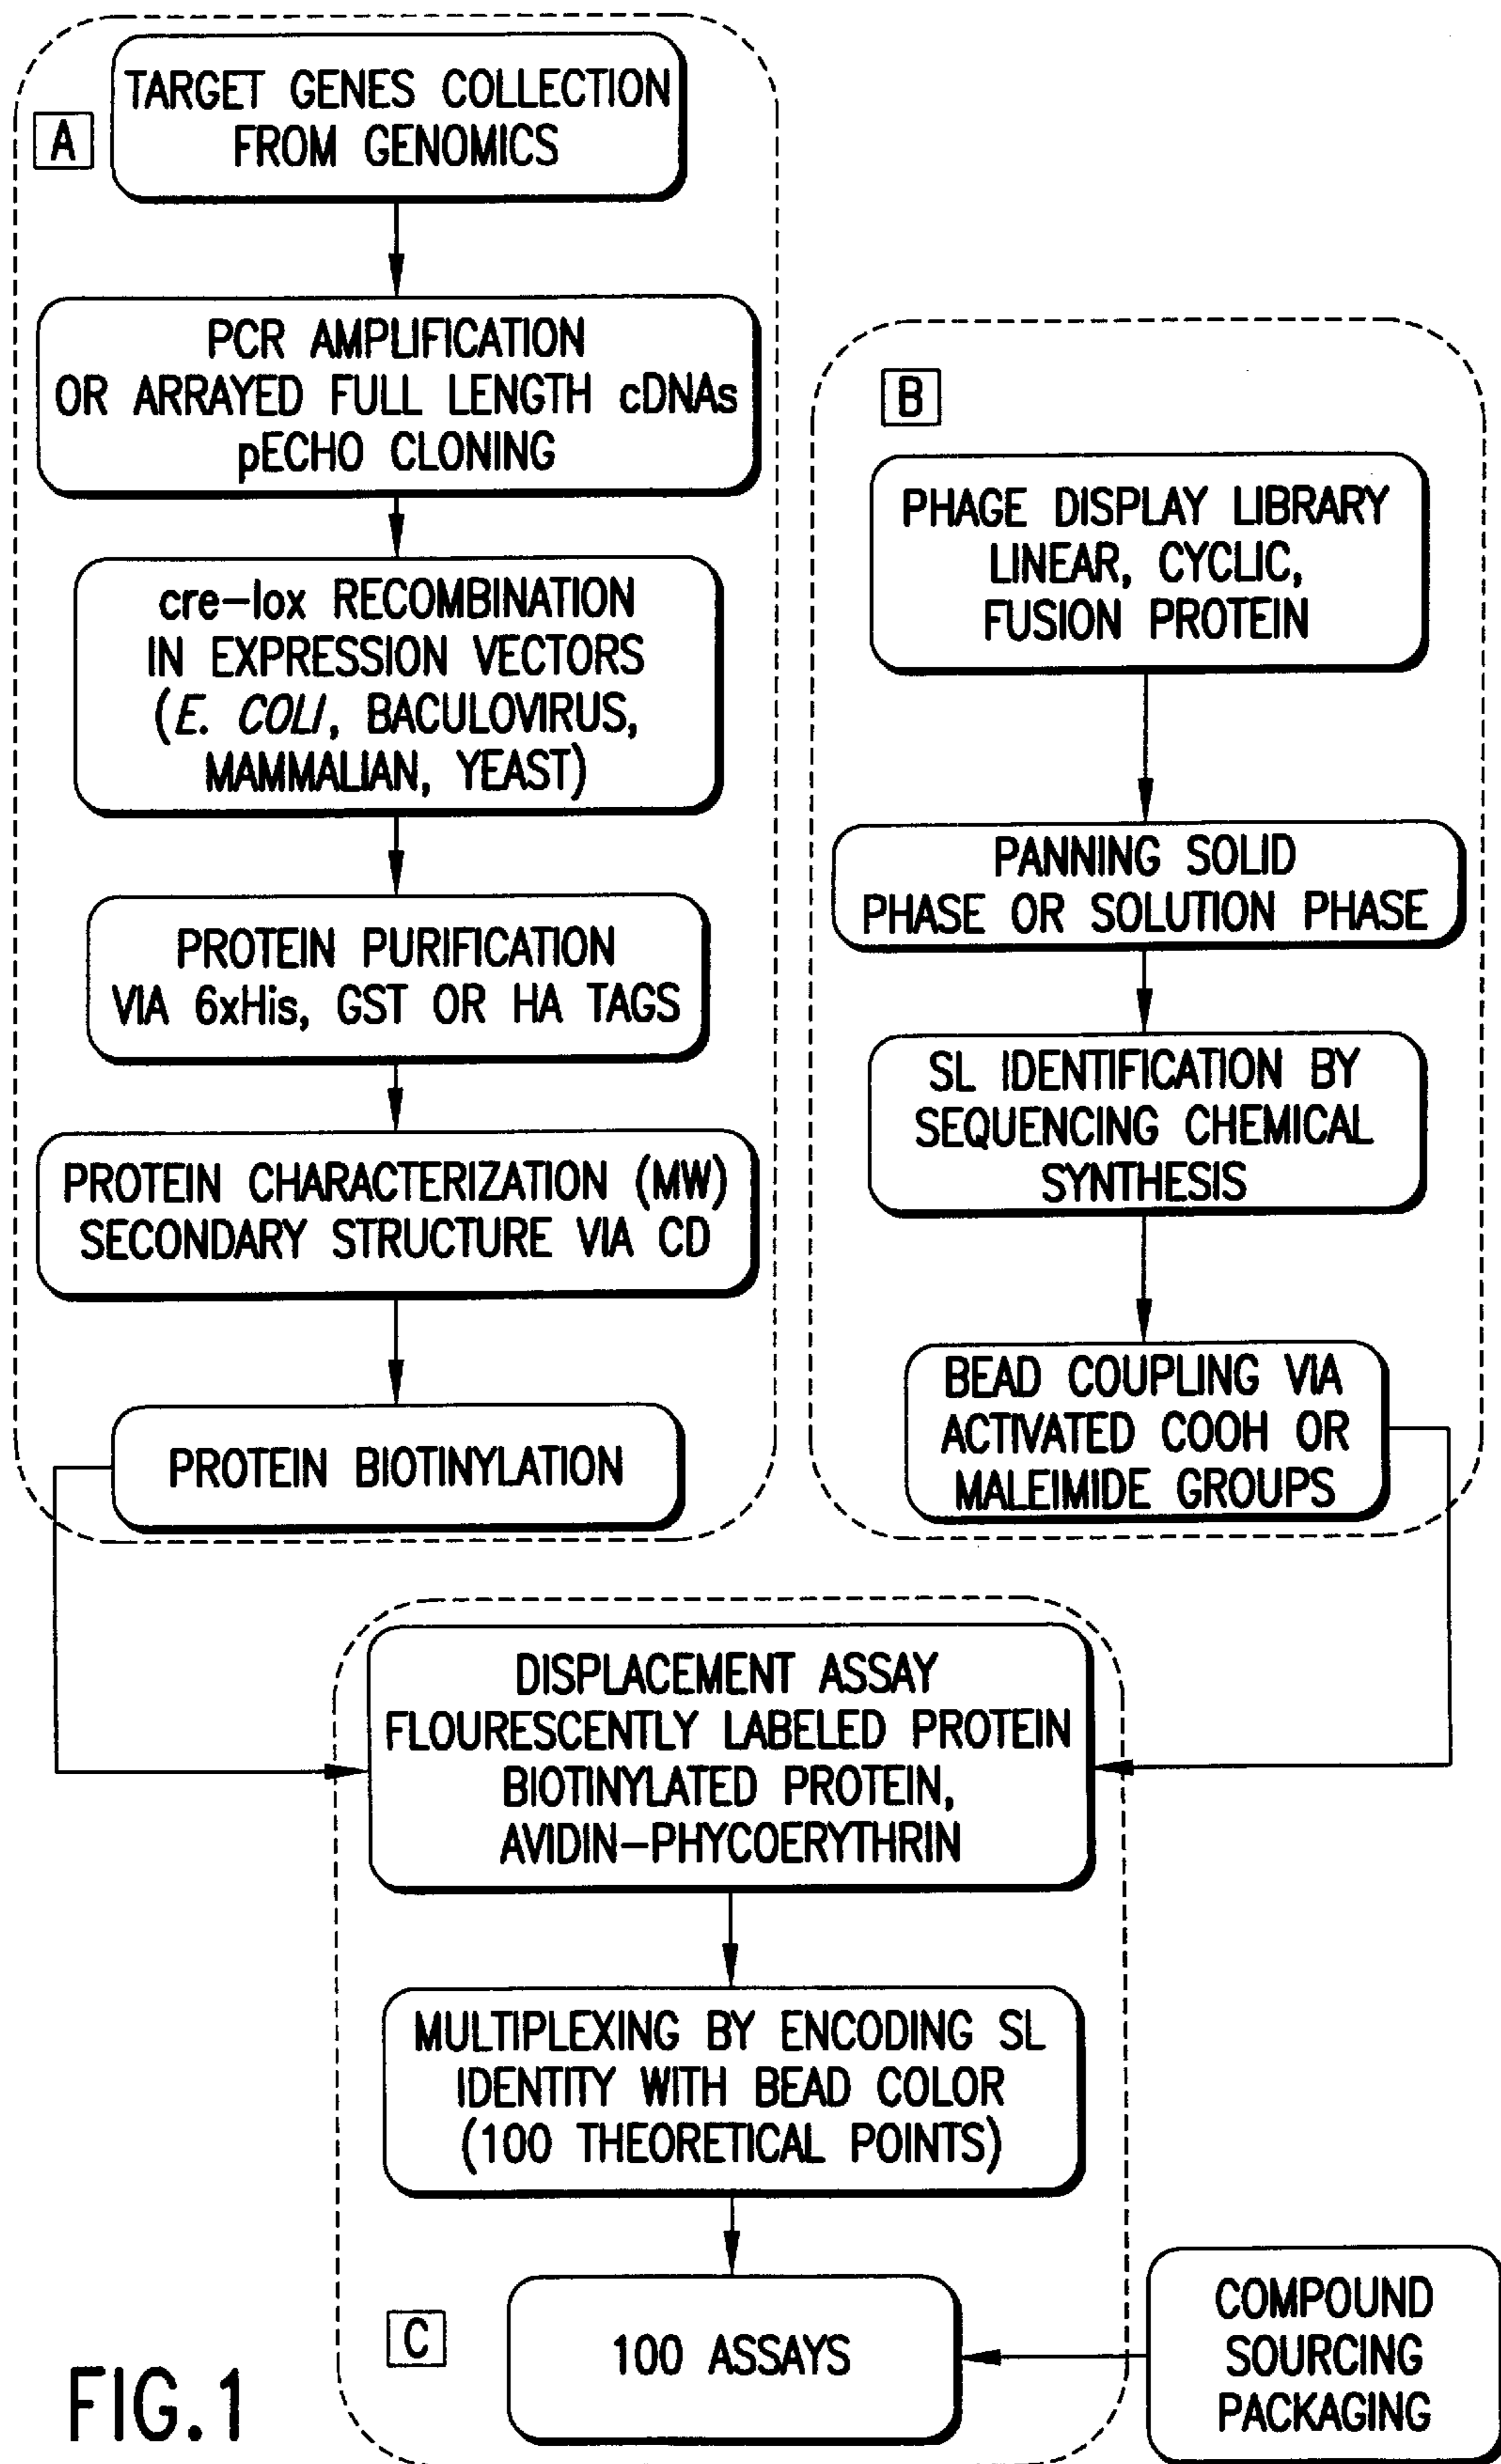 A
TARGET GENES COLLECTION
FROM GENOMICS
PCR AMPLIFICATION
OR ARRAYED FULL LENGTH cDNAs
pECHO CLONING
cre-lox RECOMBINATION
IN EXPRESSION VECTORS
(E. COLI, BACULOVIRUS,
MAMMALIAN, YEAST)
PROTEIN PURIFICATION
VIA 6xHis, GST OR HA TAGS
PROTEIN CHARACTERIZATION (MW)
SECONDARY STRUCTURE VIA CD
PROTEIN BIOTINYLATION
B
PHAGE DISPLAY LIBRARY
LINEAR, CYCLIC,
FUSION PROTEIN
PANNING SOLID
PHASE OR SOLUTION PHASE
SL IDENTIFICATION BY
SEQUENCING CHEMICAL
SYNTHESIS
BEAD COUPLING VIA
ACTIVATED COOH OR
MALEIMIDE GROUPS
DISPLACEMENT ASSAY
FLOURESCENTLY LABELED PROTEIN
BIOTINYLATED PROTEIN,
AVIDIN-PHYCOERYTHRIN
MULTIPLEXING BY ENCODING SL
IDENTITY WITH BEAD COLOR
(100 THEORETICAL POINTS)
C
100 ASSAYS
COMPOUND
SOURCING
PACKAGING
FIG.1